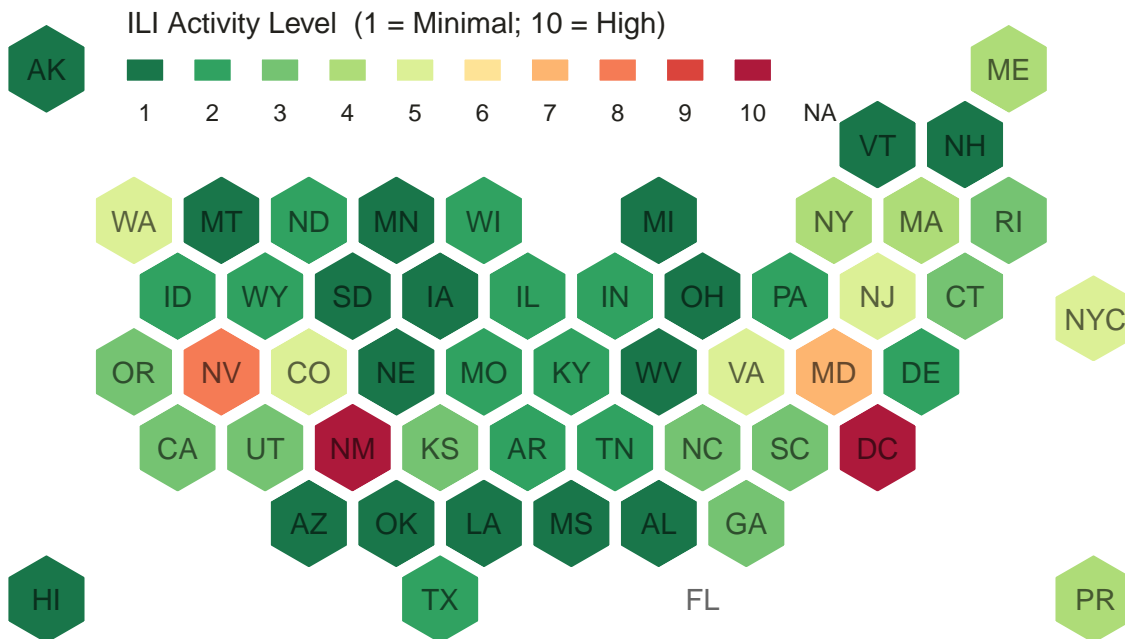 ILI Activity Level (1 = Minimal; 10 = High)
AK
ME
1 2 3 4 5 6 7 8 9 10 NA
VT NH
WA MT ND MN WI MI NY MA RI
ID WY SD IA IL IN OH PA NJ CT
NYC
OR NV CO NE MO KY WV VA MD DE
CA UT NM KS AR TN NC SC DC
AZ OK LA MS AL GA
HI TX FL PR